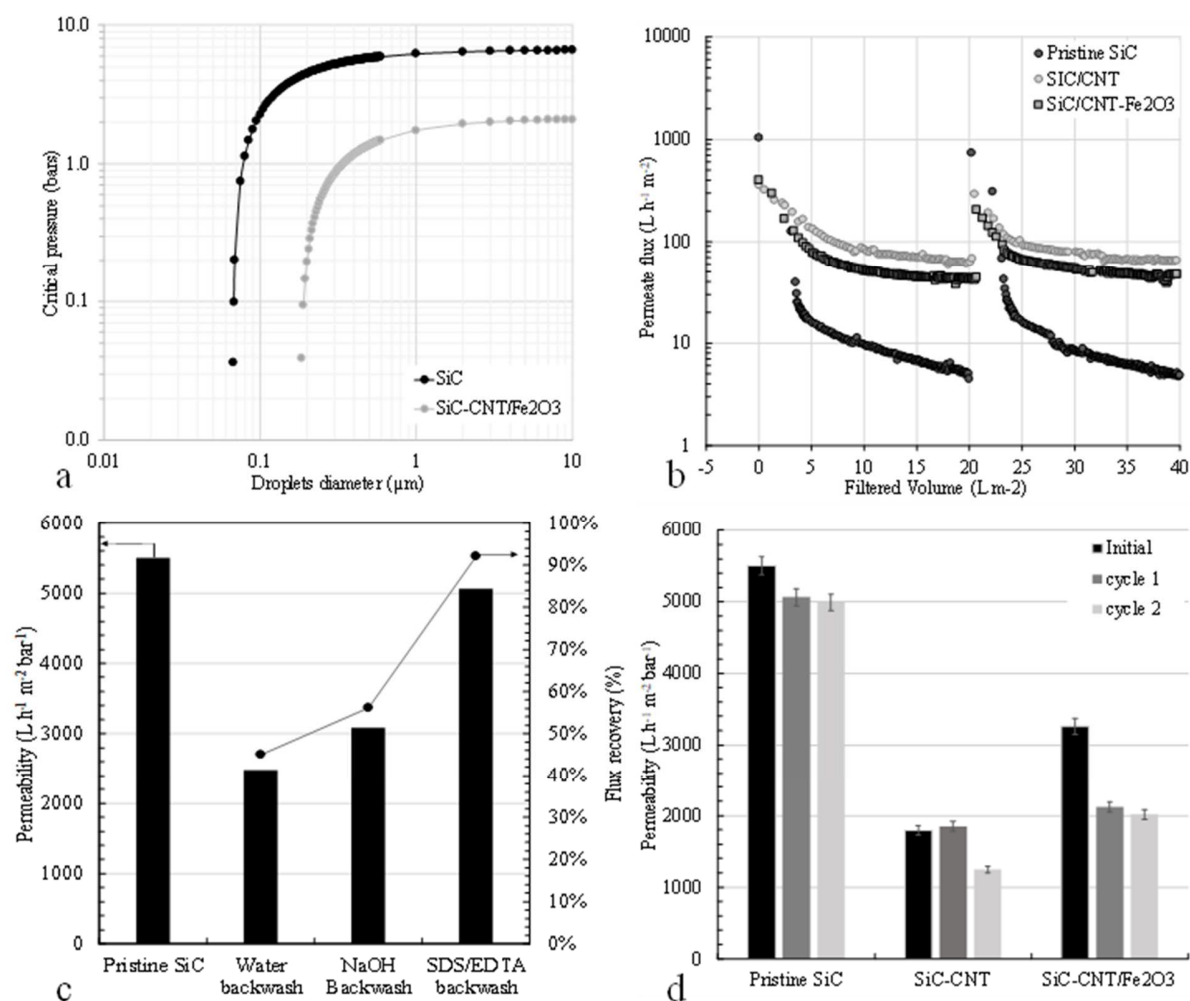 10.0
1.0
0.1
0.0
Critical pressure (bars)
SiC
SiC-CNT/Fe2O3
0.01
0.1
1
10
Droplets diameter (µm)
a
10000
1000
100
10
1
Permeate flux (L h⁻¹ m⁻²)
Pristine SiC
SIC/CNT
SiC/CNT-Fe2O3
-5
0
5
10
15
20
25
30
35
40
Filtered Volume (L m-2)
b
6000
5000
4000
3000
2000
1000
0
Permeability (L h⁻¹ m⁻² bar⁻¹)
100%
90%
80%
70%
60%
50%
40%
30%
20%
10%
0%
Flux recovery (%)
Pristine SiC
Water
backwash
NaOH
Backwash
SDS/EDTA
backwash
c
6000
5000
4000
3000
2000
1000
0
Permeability (L h⁻¹ m⁻² bar⁻¹)
Initial
cycle 1
cycle 2
Pristine SiC
SiC-CNT
SiC-CNT/Fe2O3
d